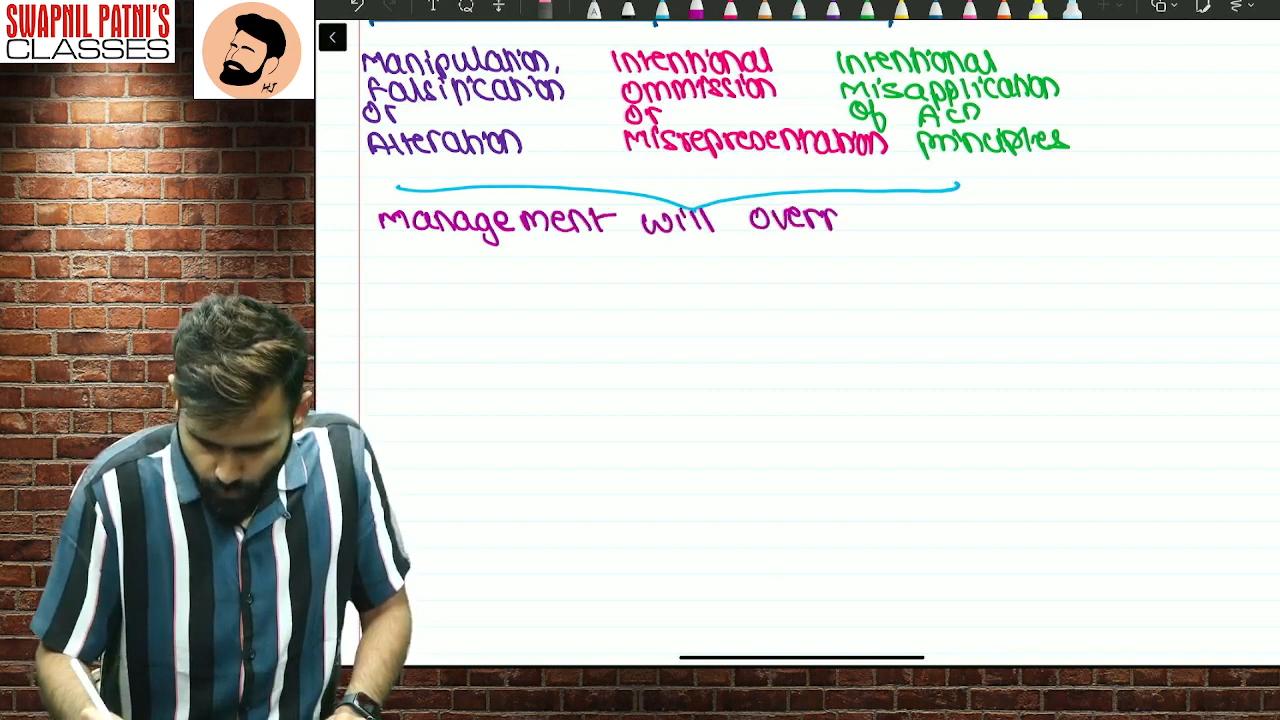 SWAPNIL PATNI'S
CLASSES
HJ
Manipulation,
Falsification
or
Alteration
Intentional
Ommission
or
Misrepresentation
Intentional
Misapplication
of Acn
principles
management will overr